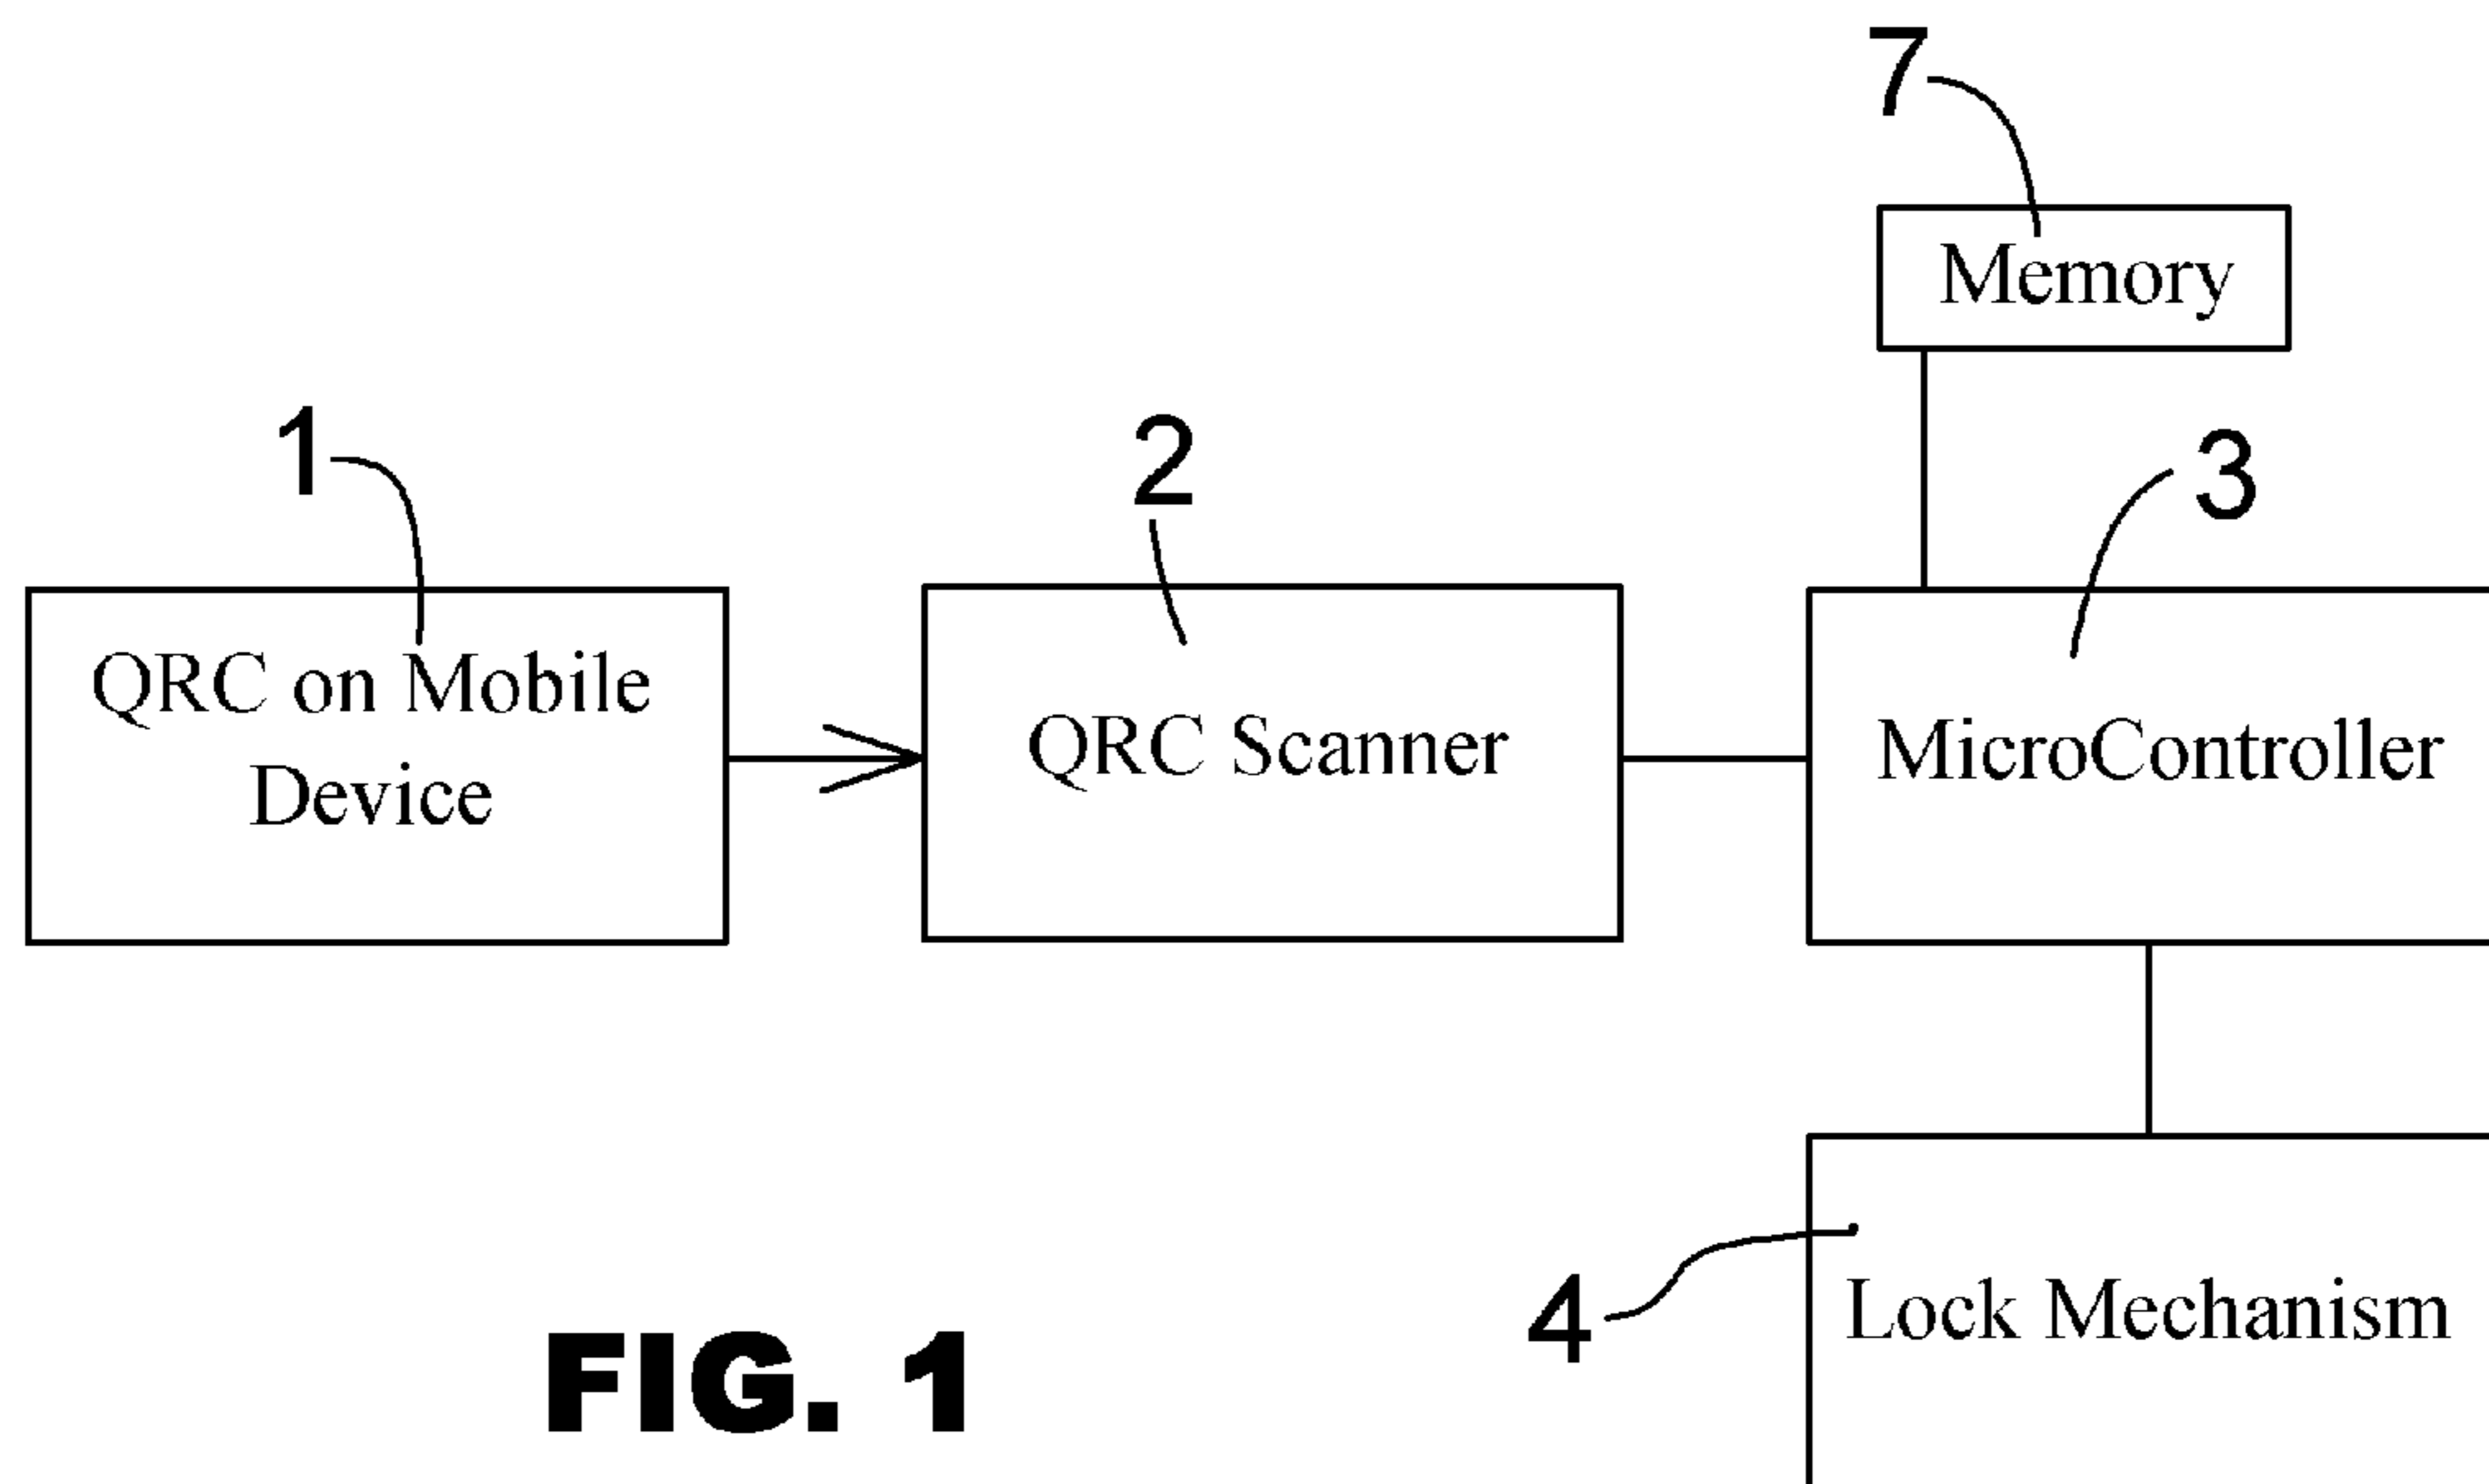 7
Memory
1
2
3
QRC on Mobile
Device
QRC Scanner
MicroController
4
Lock Mechanism
FIG. 1